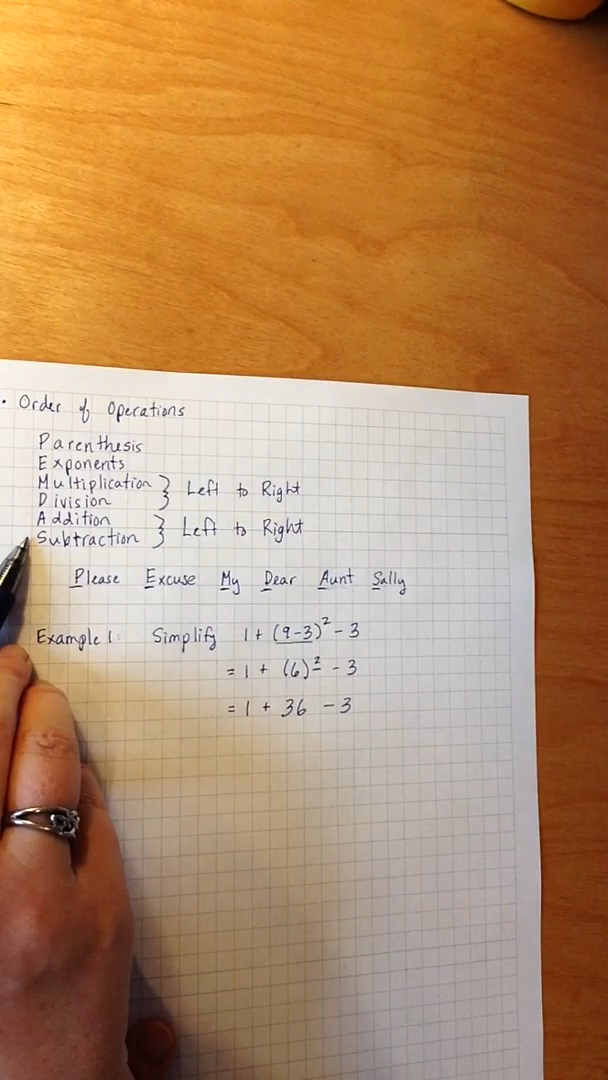 • Order of Operations
Parenthesis
Exponents
Multiplication } Left to Right
Division
Addition } Left to Right
Subtraction
Please Excuse My Dear Aunt Sally
Example 1: Simplify 1 + (9-3)² - 3
= 1 + (6)² - 3
= 1 + 36 - 3